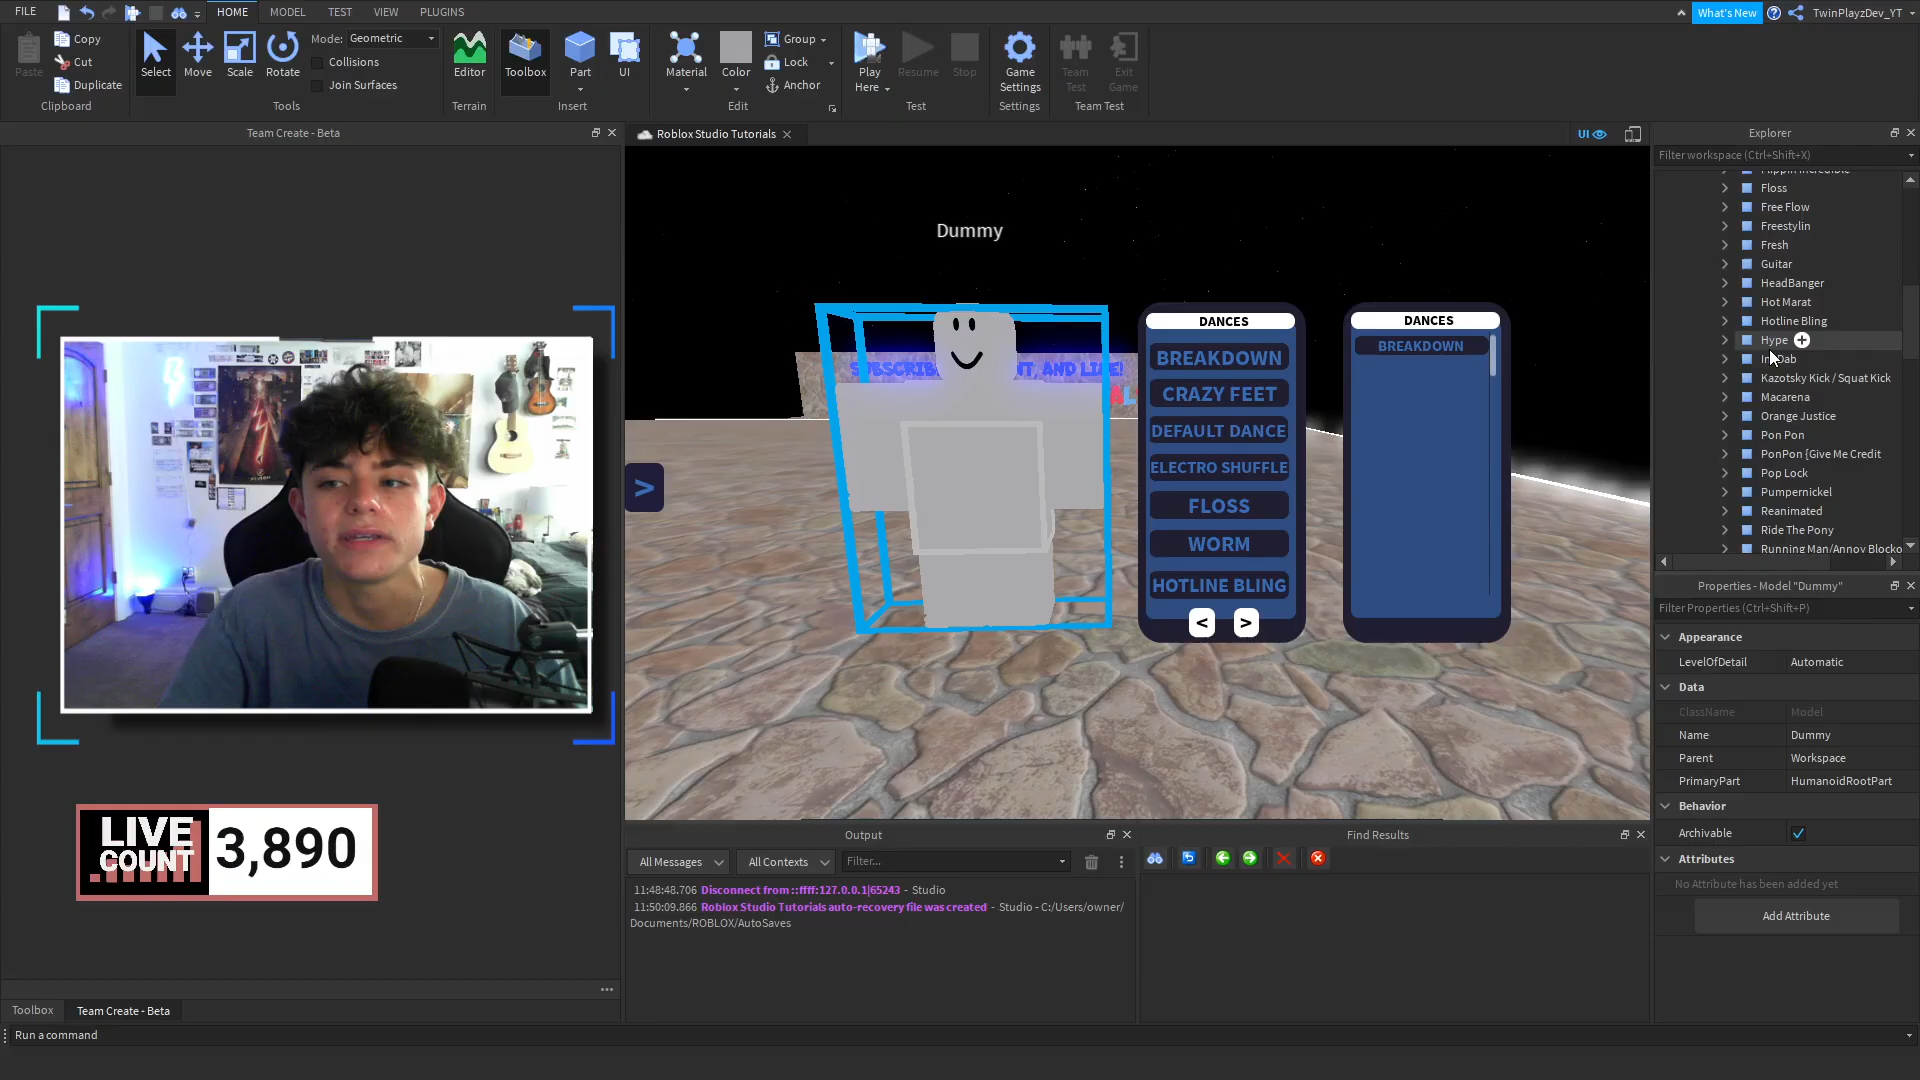 FILE
HOME
MODEL
TEST
VIEW
PLUGINS
What's New
TwinPlayzDev_YT
Paste
Copy
Cut
Duplicate
Clipboard
Select
Move
Scale
Rotate
Mode: Geometric
Collisions
Join Surfaces
Tools
Editor
Terrain
Toolbox
Part
UI
Insert
Material
Color
Group
Lock
Anchor
Edit
Play
Here
Resume
Stop
Test
Game
Settings
Settings
Team
Test
Exit
Game
Team Test
Team Create - Beta
Roblox Studio Tutorials
UI
Explorer
Filter workspace (Ctrl+Shift+X)
Floss
Free Flow
Freestylin
Fresh
Guitar
HeadBanger
Hot Marat
Hotline Bling
Hype
Kazotsky Kick / Squat Kick
Macarena
Orange Justice
Pon Pon
PonPon {Give Me Credit
Pop Lock
Pumpernickel
Reanimated
Ride The Pony
Running Man/Annoy Blocko
Dummy
>
DANCES
BREAKDOWN
CRAZY FEET
DEFAULT DANCE
ELECTRO SHUFFLE
FLOSS
WORM
HOTLINE BLING
< >
DANCES
BREAKDOWN
Properties - Model "Dummy"
Filter Properties (Ctrl+Shift+P)
Appearance
LevelOfDetail Automatic
Data
ClassName Model
Name Dummy
Parent Workspace
PrimaryPart HumanoidRootPart
Behavior
Archivable
Attributes
No Attribute has been added yet
Add Attribute
LIVE
COUNT
3,890
Output
All Messages
All Contexts
Filter...
11:48:48.706 Disconnect from ::ffff:127.0.0.1|65243 - Studio
11:50:09.866 Roblox Studio Tutorials auto-recovery file was created - Studio - C:/Users/owner/
Documents/ROBLOX/AutoSaves
Find Results
Toolbox
Team Create - Beta
Run a command